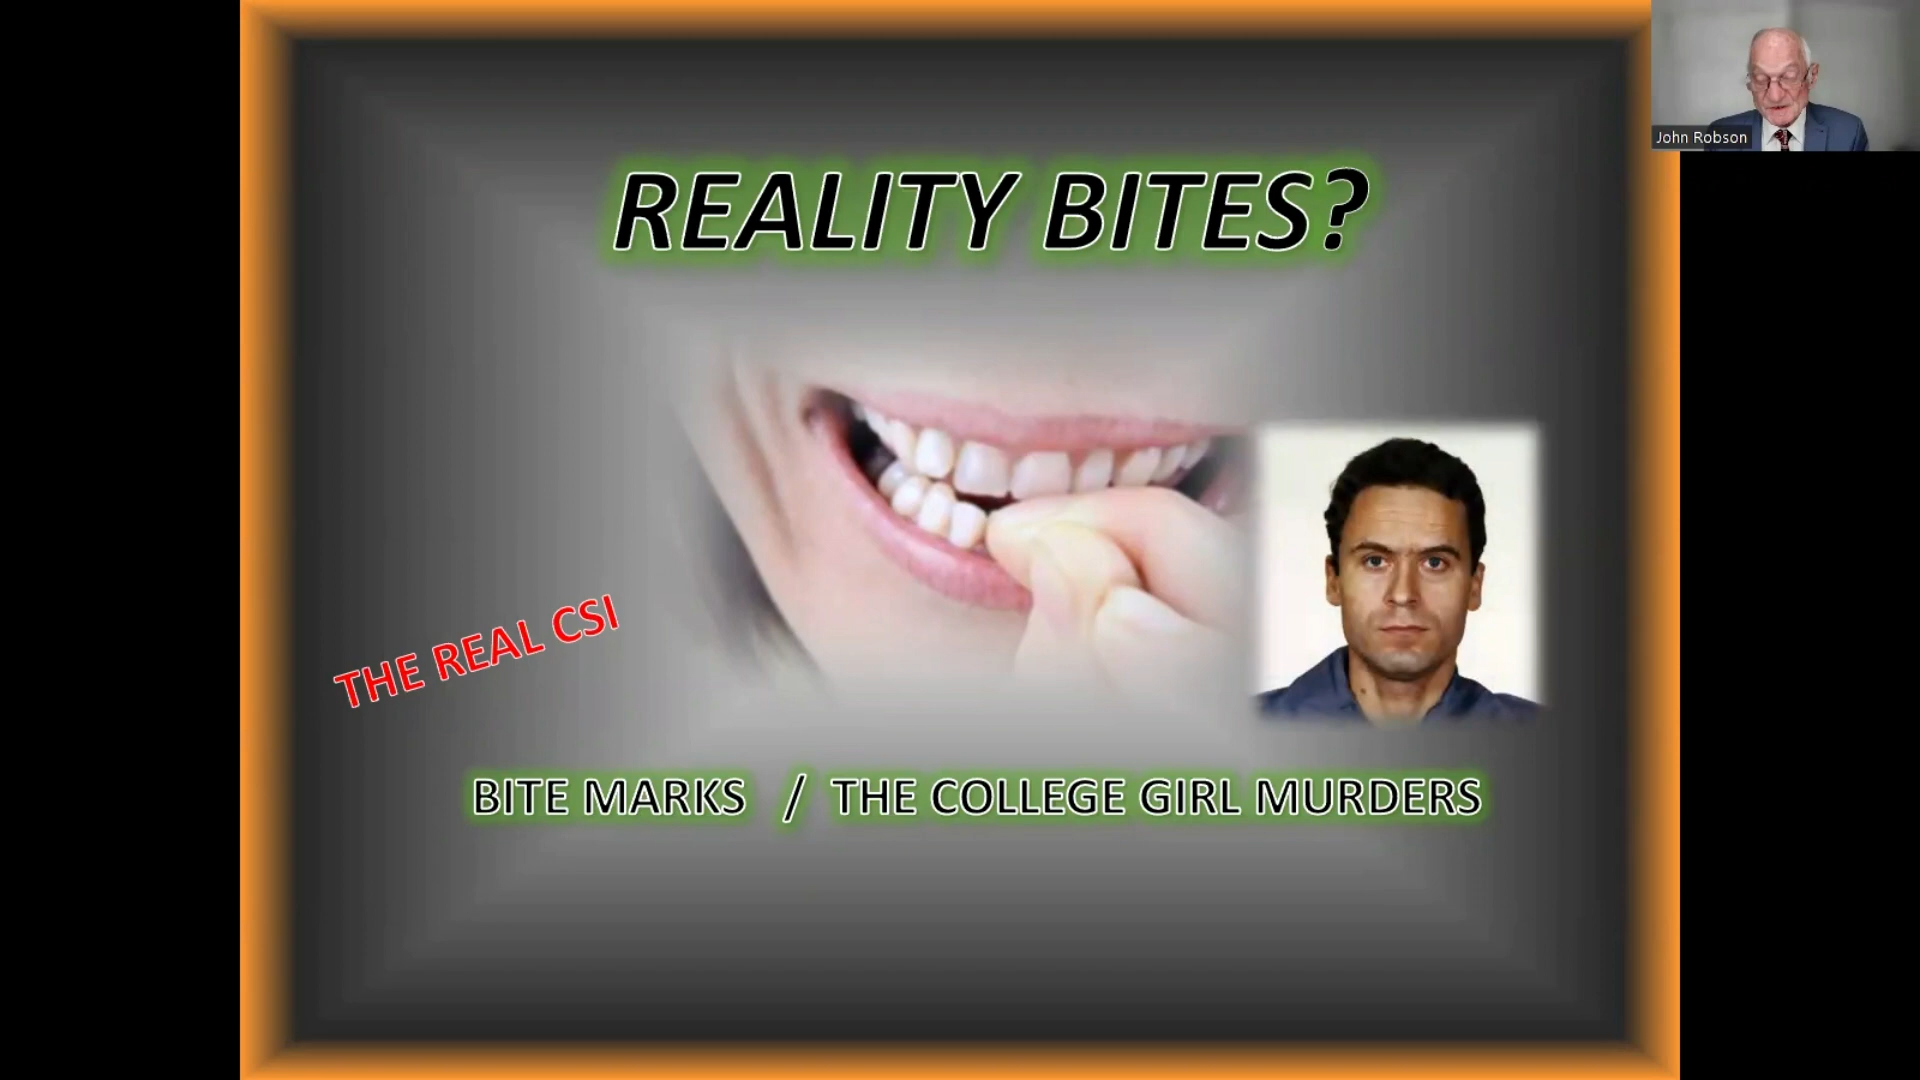 John Robson
REALITY BITES?
THE REAL CSI
BITE MARKS / THE COLLEGE GIRL MURDERS